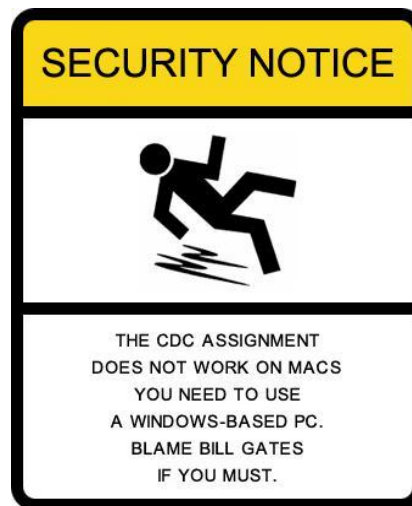 SECURITY NOTICE
THE CDC ASSIGNMENT
DOES NOT WORK ON MACS
YOU NEED TO USE
A WINDOWS-BASED PC.
BLAME BILL GATES
IF YOU MUST.